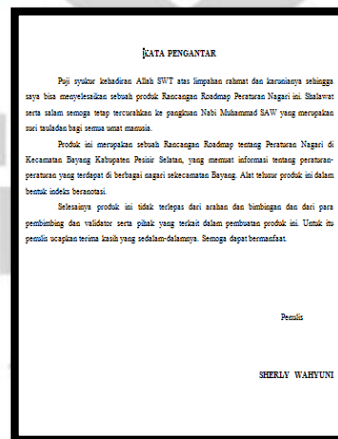 KATA PENGANTAR
Puji syukur kehadiran Allah SWT atas limpahan rahmat dan karunianya sehingga
saya bisa menyelesaikan sebuah produk Rancangan Roadmap Peraturan Nagari ini. Shalawat
serta salam semoga tetap tercurahkan ke pangkuan Nabi Muhammad SAW yang merupakan
suri tauladan bagi semua umat manusia.
Produk ini merupakan sebuah Rancangan Roadmap tentang Peraturan Nagari di
Kecamatan Bayang Kabupaten Pesisir Selatan, yang memuat informasi tentang peraturan-
peraturan yang terdapat di berbagai nagari sekecamatan Bayang. Alat telusur produk ini dalam
bentuk indeks beranotasi.
Selesainya produk ini tidak terlepas dari arahan dan bimbingan dan dari para
pembimbing dan validator serta pihak yang terkait dalam pembuatan produk ini. Untuk itu
penulis ucapkan terima kasih yang sedalam-dalamnya. Semoga dapat bermanfaat.
Penulis
SHERLY WAHYUNI